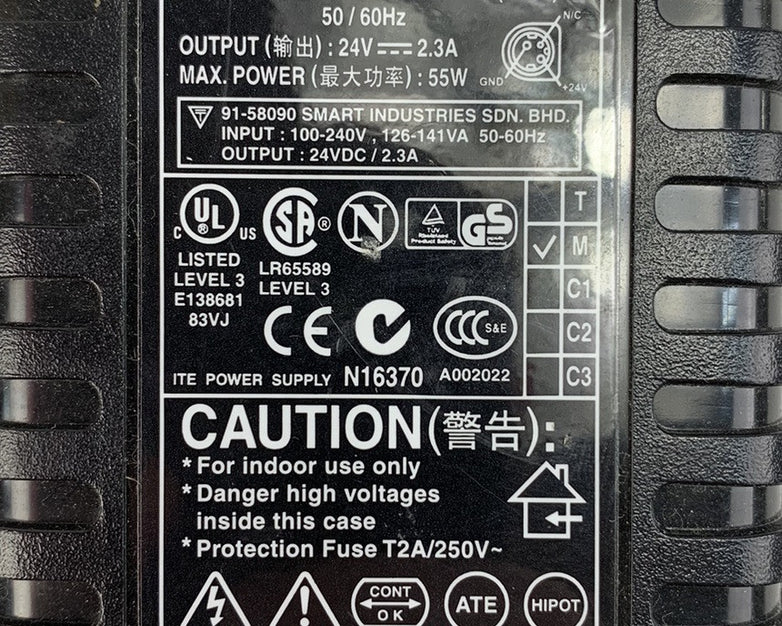 50 / 60Hz
N/C
OUTPUT (输出) : 24V ⎓ 2.3A
MAX. POWER (最大功率) : 55W
GND
+24V
T 91-58090 SMART INDUSTRIES SDN. BHD.
INPUT : 100-240V , 126-141VA 50-60Hz
OUTPUT : 24VDC / 2.3A
C UL ® US
SA ®
N
TÜV
Rheinland
Product Safety
GS
T
✓ M
C1
C2
C3
LISTED
LEVEL 3
E138681
83VJ
LR65589
LEVEL 3
CE
CCC S&E
ITE POWER SUPPLY N16370 A002022
CAUTION(警告):
* For indoor use only
* Danger high voltages
inside this case
* Protection Fuse T2A/250V~
!
CONT
OK
ATE
HIPOT